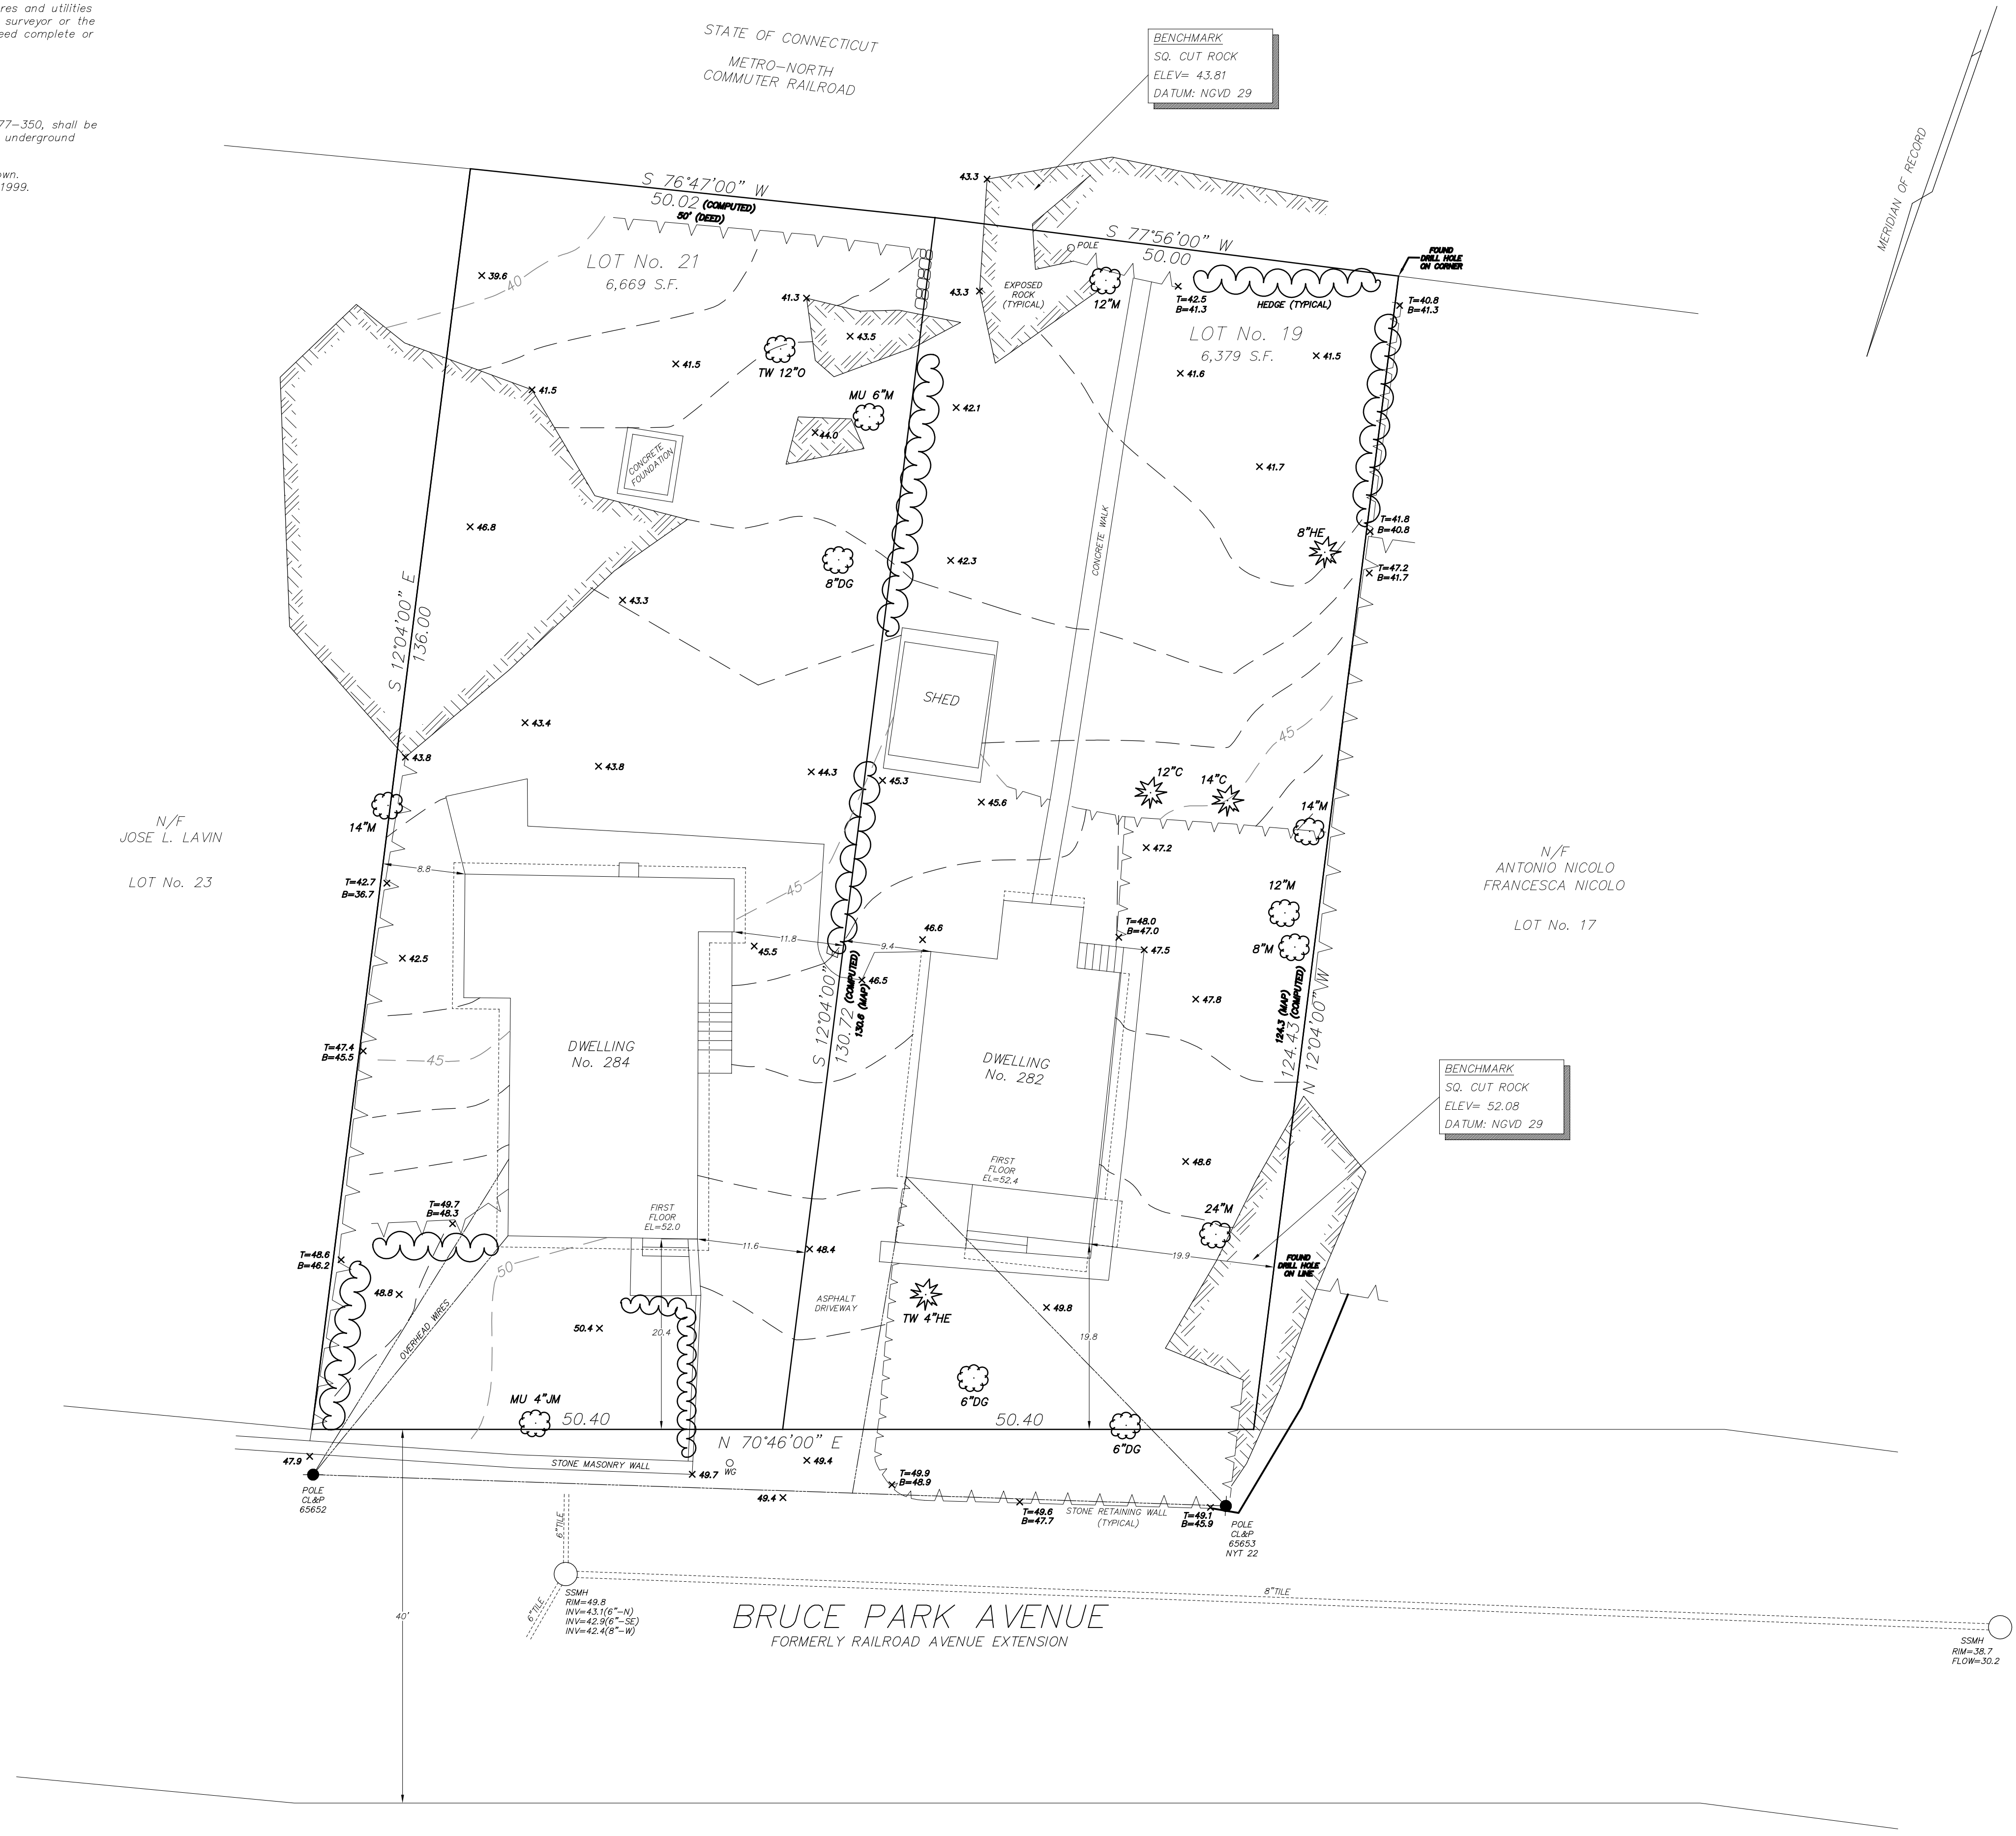 res and utilities
surveyor or the
eed complete or
77-350, shall be
underground
own.
1999.
STATE OF CONNECTICUT
METRO-NORTH
COMMUTER RAILROAD
BENCHMARK
SQ. CUT ROCK
ELEV= 43.81
DATUM: NGVD 29
MERIDIAN OF RECORD
S 76°47'00" W
50.02 (COMPUTED)
50' (DEED)
43.3
S 77°56'00" W
50.00
POLE
FOUND
DRILL HOLE
ON CORNER
LOT No. 21
6,669 S.F.
39.6
40
41.3
43.5
43.3
EXPOSED
ROCK
(TYPICAL)
12"M
T=42.5
B=41.3
HEDGE (TYPICAL)
T=40.8
B=41.3
LOT No. 19
6,379 S.F.
41.5
41.6
TW 12"O
41.5
41.5
MU 6"M
42.1
44.0
CONCRETE
FOUNDATION
41.7
46.8
CONCRETE WALK
8"HE
T=41.8
B=40.8
T=47.2
B=41.7
8"DG
42.3
43.3
S 12°04'00" E
136.00
SHED
43.4
43.8
43.8
44.3
45.3
45.6
45
12"C
14"C
14"M
14"M
N/F
JOSE L. LAVIN
LOT No. 23
47.2
N/F
ANTONIO NICOLO
FRANCESCA NICOLO
LOT No. 17
8.8
T=42.7
B=36.7
45
12"M
8"M
46.6
T=48.0
B=47.0
47.5
11.8
9.4
45.5
46.5
42.5
47.8
S 12°04'00" E
130.72 (COMPUTED)
130.6 (MAP)
124.3 (MAP)
124.43 (COMPUTED)
N 12°04'00" W
T=47.4
B=45.5
45
DWELLING
No. 284
DWELLING
No. 282
BENCHMARK
SQ. CUT ROCK
ELEV= 52.08
DATUM: NGVD 29
FIRST
FLOOR
EL=52.4
48.6
T=49.7
B=48.3
FIRST
FLOOR
EL=52.0
24"M
T=48.6
B=46.2
50
11.6
48.4
19.9
FOUND
DRILL HOLE
ON LINE
48.8
OVERHEAD WIRES
ASPHALT
DRIVEWAY
TW 4"HE
49.8
50.4
20.4
19.8
MU 4"JM
50.40
6"DG
50.40
6"DG
N 70°46'00" E
47.9
STONE MASONRY WALL
49.7
WG
49.4
49.4
T=49.9
B=48.9
T=49.6
B=47.7
STONE RETAINING WALL
(TYPICAL)
T=49.1
B=45.9
POLE
CL&P
65652
POLE
CL&P
65653
NYT 22
6"TILE
6"TILE
SSMH
RIM=49.8
INV=43.1(6"-N)
INV=42.9(6"-SE)
INV=42.4(8"-W)
8"TILE
40'
BRUCE PARK AVENUE
FORMERLY RAILROAD AVENUE EXTENSION
SSMH
RIM=38.7
FLOW=30.2